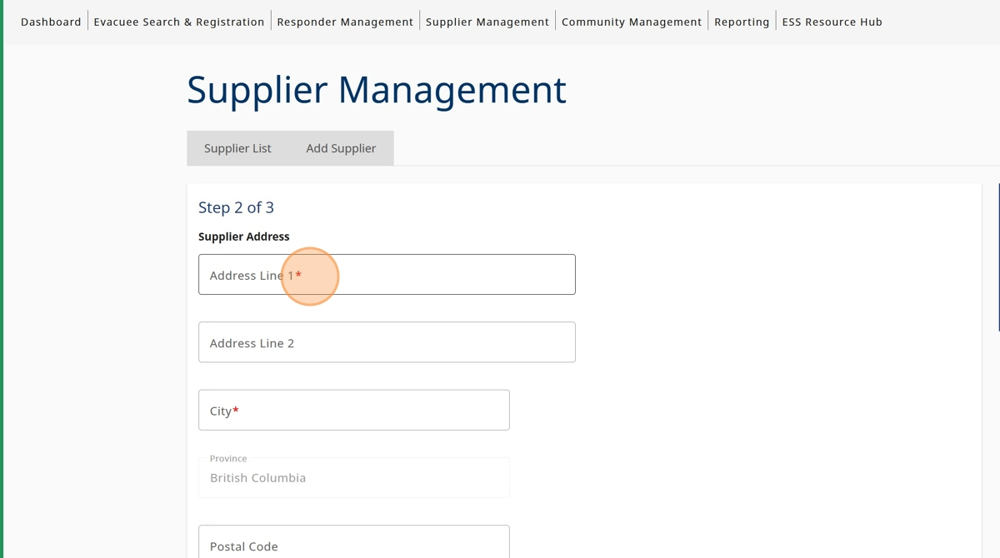 Dashboard Evacuee Search & Registration Responder Management Supplier Management Community Management Reporting ESS Resource Hub
Supplier Management
Supplier List Add Supplier
Step 2 of 3
Supplier Address
Address Line 1*
Address Line 2
City*
Province
British Columbia
Postal Code